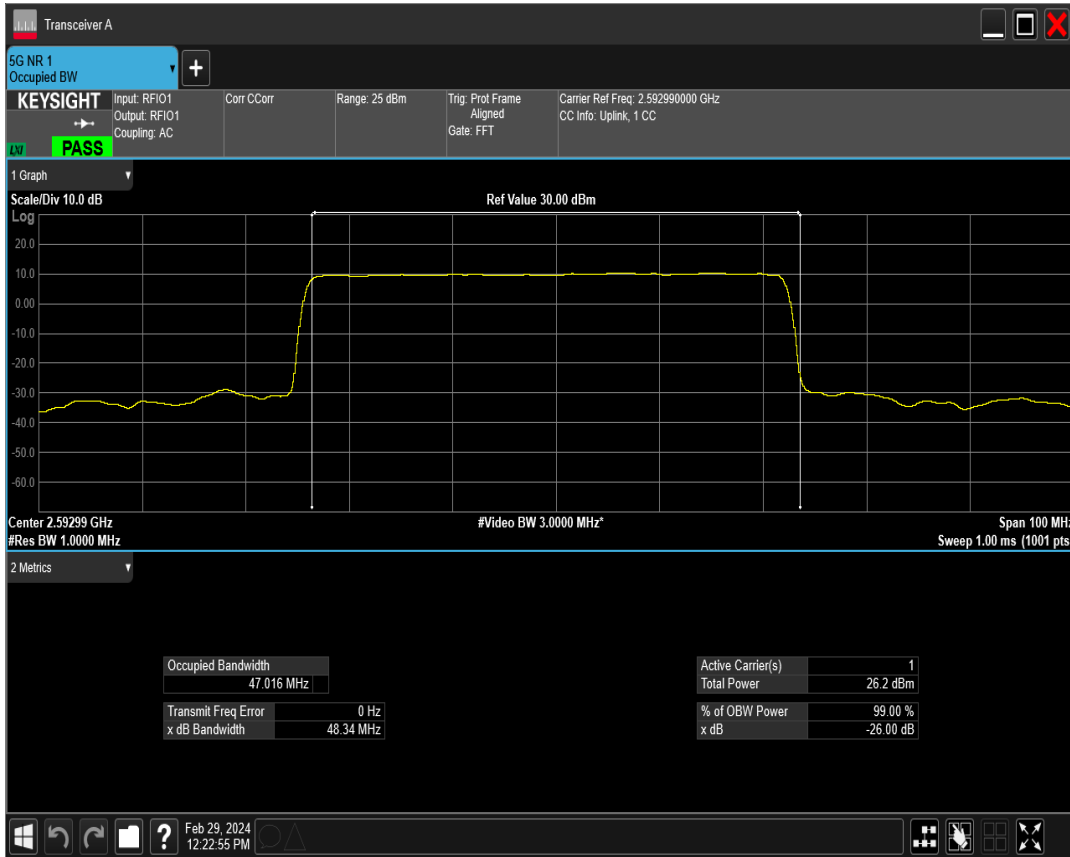 Transceiver A
5G NR 1
Occupied BW
KEYSIGHT
LXI
PASS
Input: RFIO1
Output: RFIO1
Coupling: AC
Corr CCorr
Range: 25 dBm
Trig: Prot Frame
Aligned
Gate: FFT
Carrier Ref Freq: 2.592990000 GHz
CC Info: Uplink, 1 CC
1 Graph
Scale/Div 10.0 dB
Ref Value 30.00 dBm
Log
20.0
10.0
0.00
-10.0
-20.0
-30.0
-40.0
-50.0
-60.0
Center 2.59299 GHz
#Video BW 3.0000 MHz*
Span 100 MHz
#Res BW 1.0000 MHz
Sweep 1.00 ms (1001 pts
2 Metrics
Occupied Bandwidth
47.016 MHz
Transmit Freq Error 0 Hz
x dB Bandwidth 48.34 MHz
Active Carrier(s) 1
Total Power 26.2 dBm
% of OBW Power 99.00 %
x dB -26.00 dB
?
Feb 29, 2024
12:22:55 PM